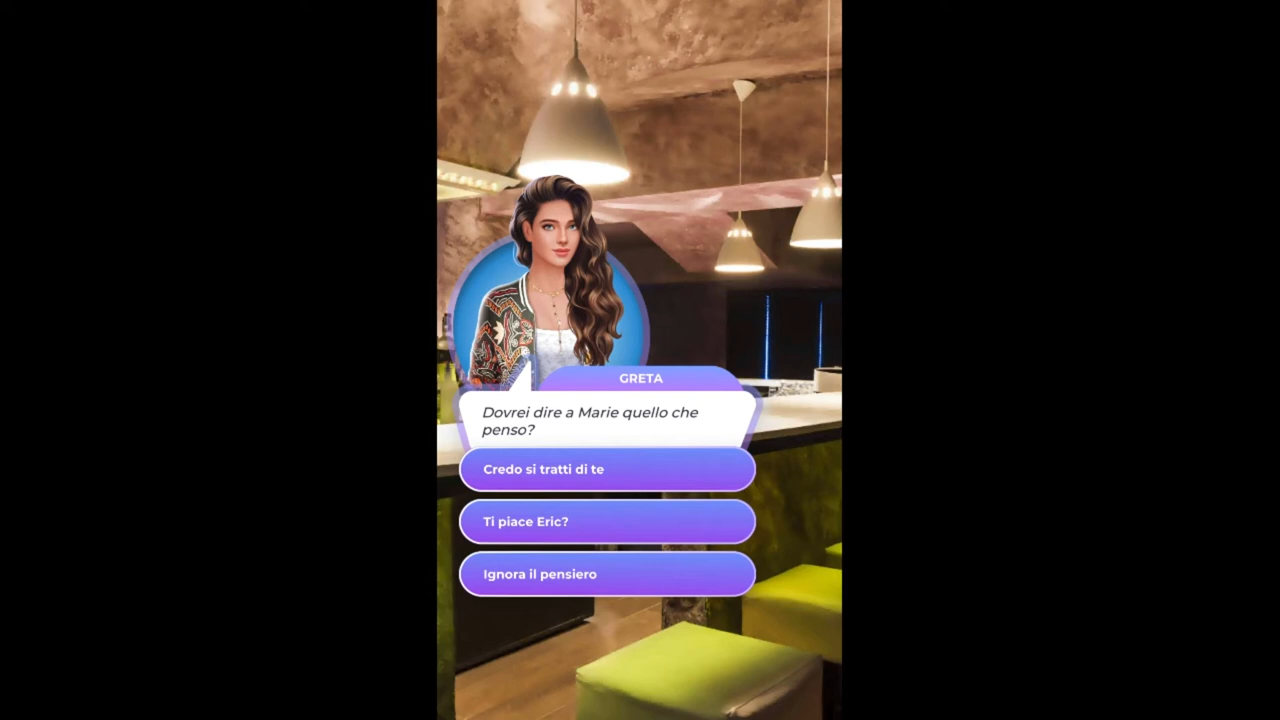 GRETA
Dovrei dire a Marie quello che
penso?
Credo si tratti di te
Ti piace Eric?
Ignora il pensiero